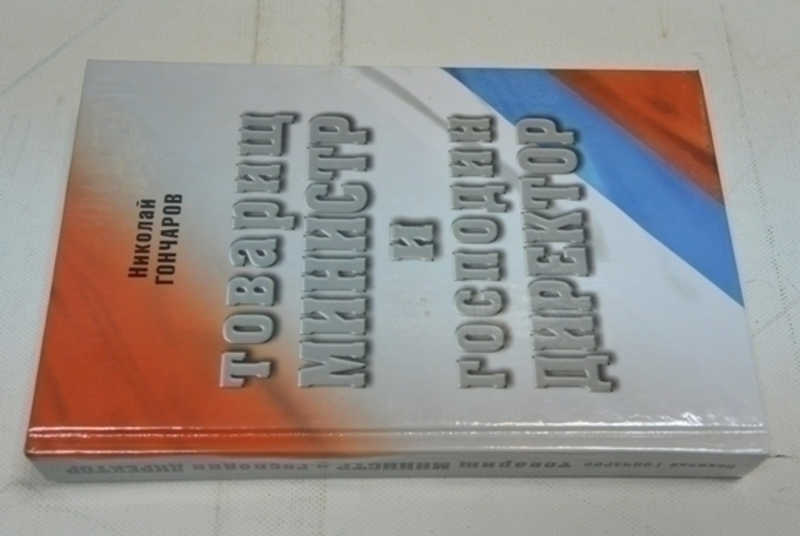 Николай
ГОНЧАРОВ
товарищ
МИНИСТР
и
господин
ДИРЕКТОР
Николай ГОНЧАРОВ товарищ МИНИСТР и господин ДИРЕКТОР